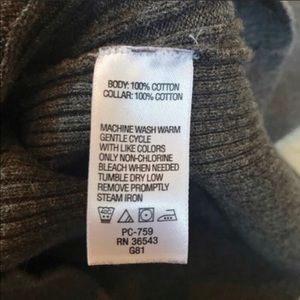 BODY: 100% COTTON
COLLAR: 100% COTTON
MACHINE WASH WARM
GENTLE CYCLE
WITH LIKE COLORS
ONLY NON-CHLORINE
BLEACH WHEN NEEDED
TUMBLE DRY LOW
REMOVE PROMPTLY
STEAM IRON
PC-759
RN 36543
G81